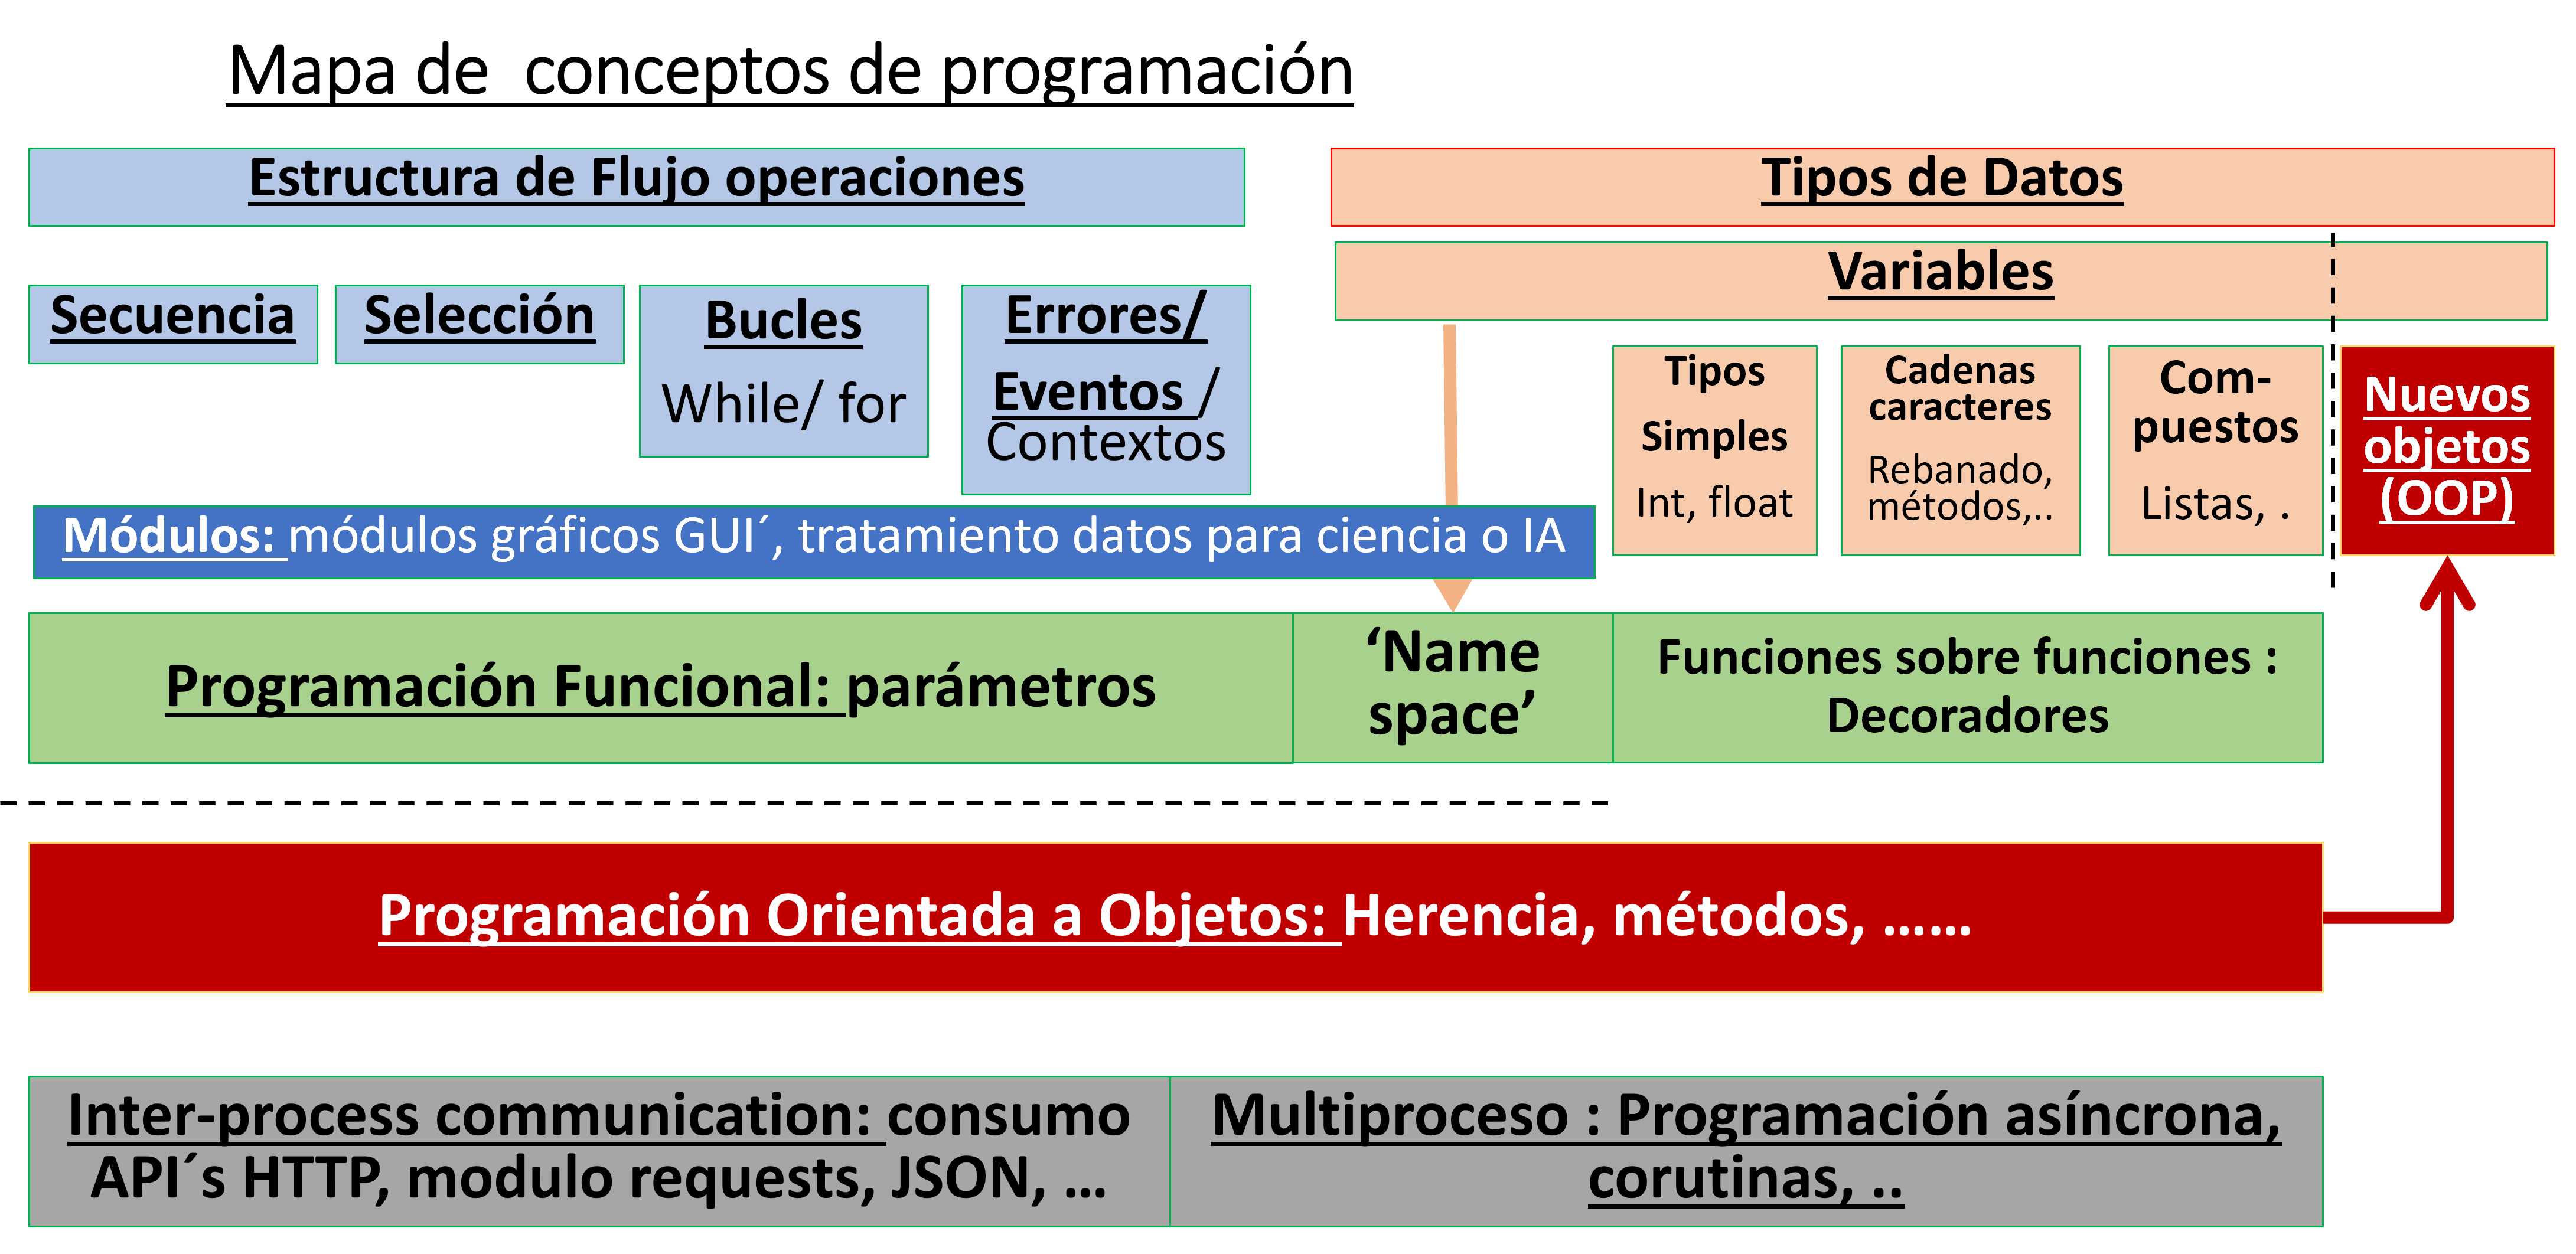 Mapa de  conceptos de programación
Estructura de Flujo operaciones
Tipos de Datos
Variables
Secuencia
Selección
Bucles
While/ for
Errores/
Eventos /
Contextos
Tipos
Simples
Int, float
Cadenas
caracteres
Rebanado,
métodos,..
Com-
puestos
Listas, .
Nuevos
objetos
(OOP)
Módulos: módulos gráficos GUI´, tratamiento datos para ciencia o IA
Programación Funcional: parámetros
‘Name
space’
Funciones sobre funciones :
Decoradores
Programación Orientada a Objetos: Herencia, métodos, ……
Inter-process communication: consumo
API´s HTTP, modulo requests, JSON, …
Multiproceso : Programación asíncrona,
corutinas, ..